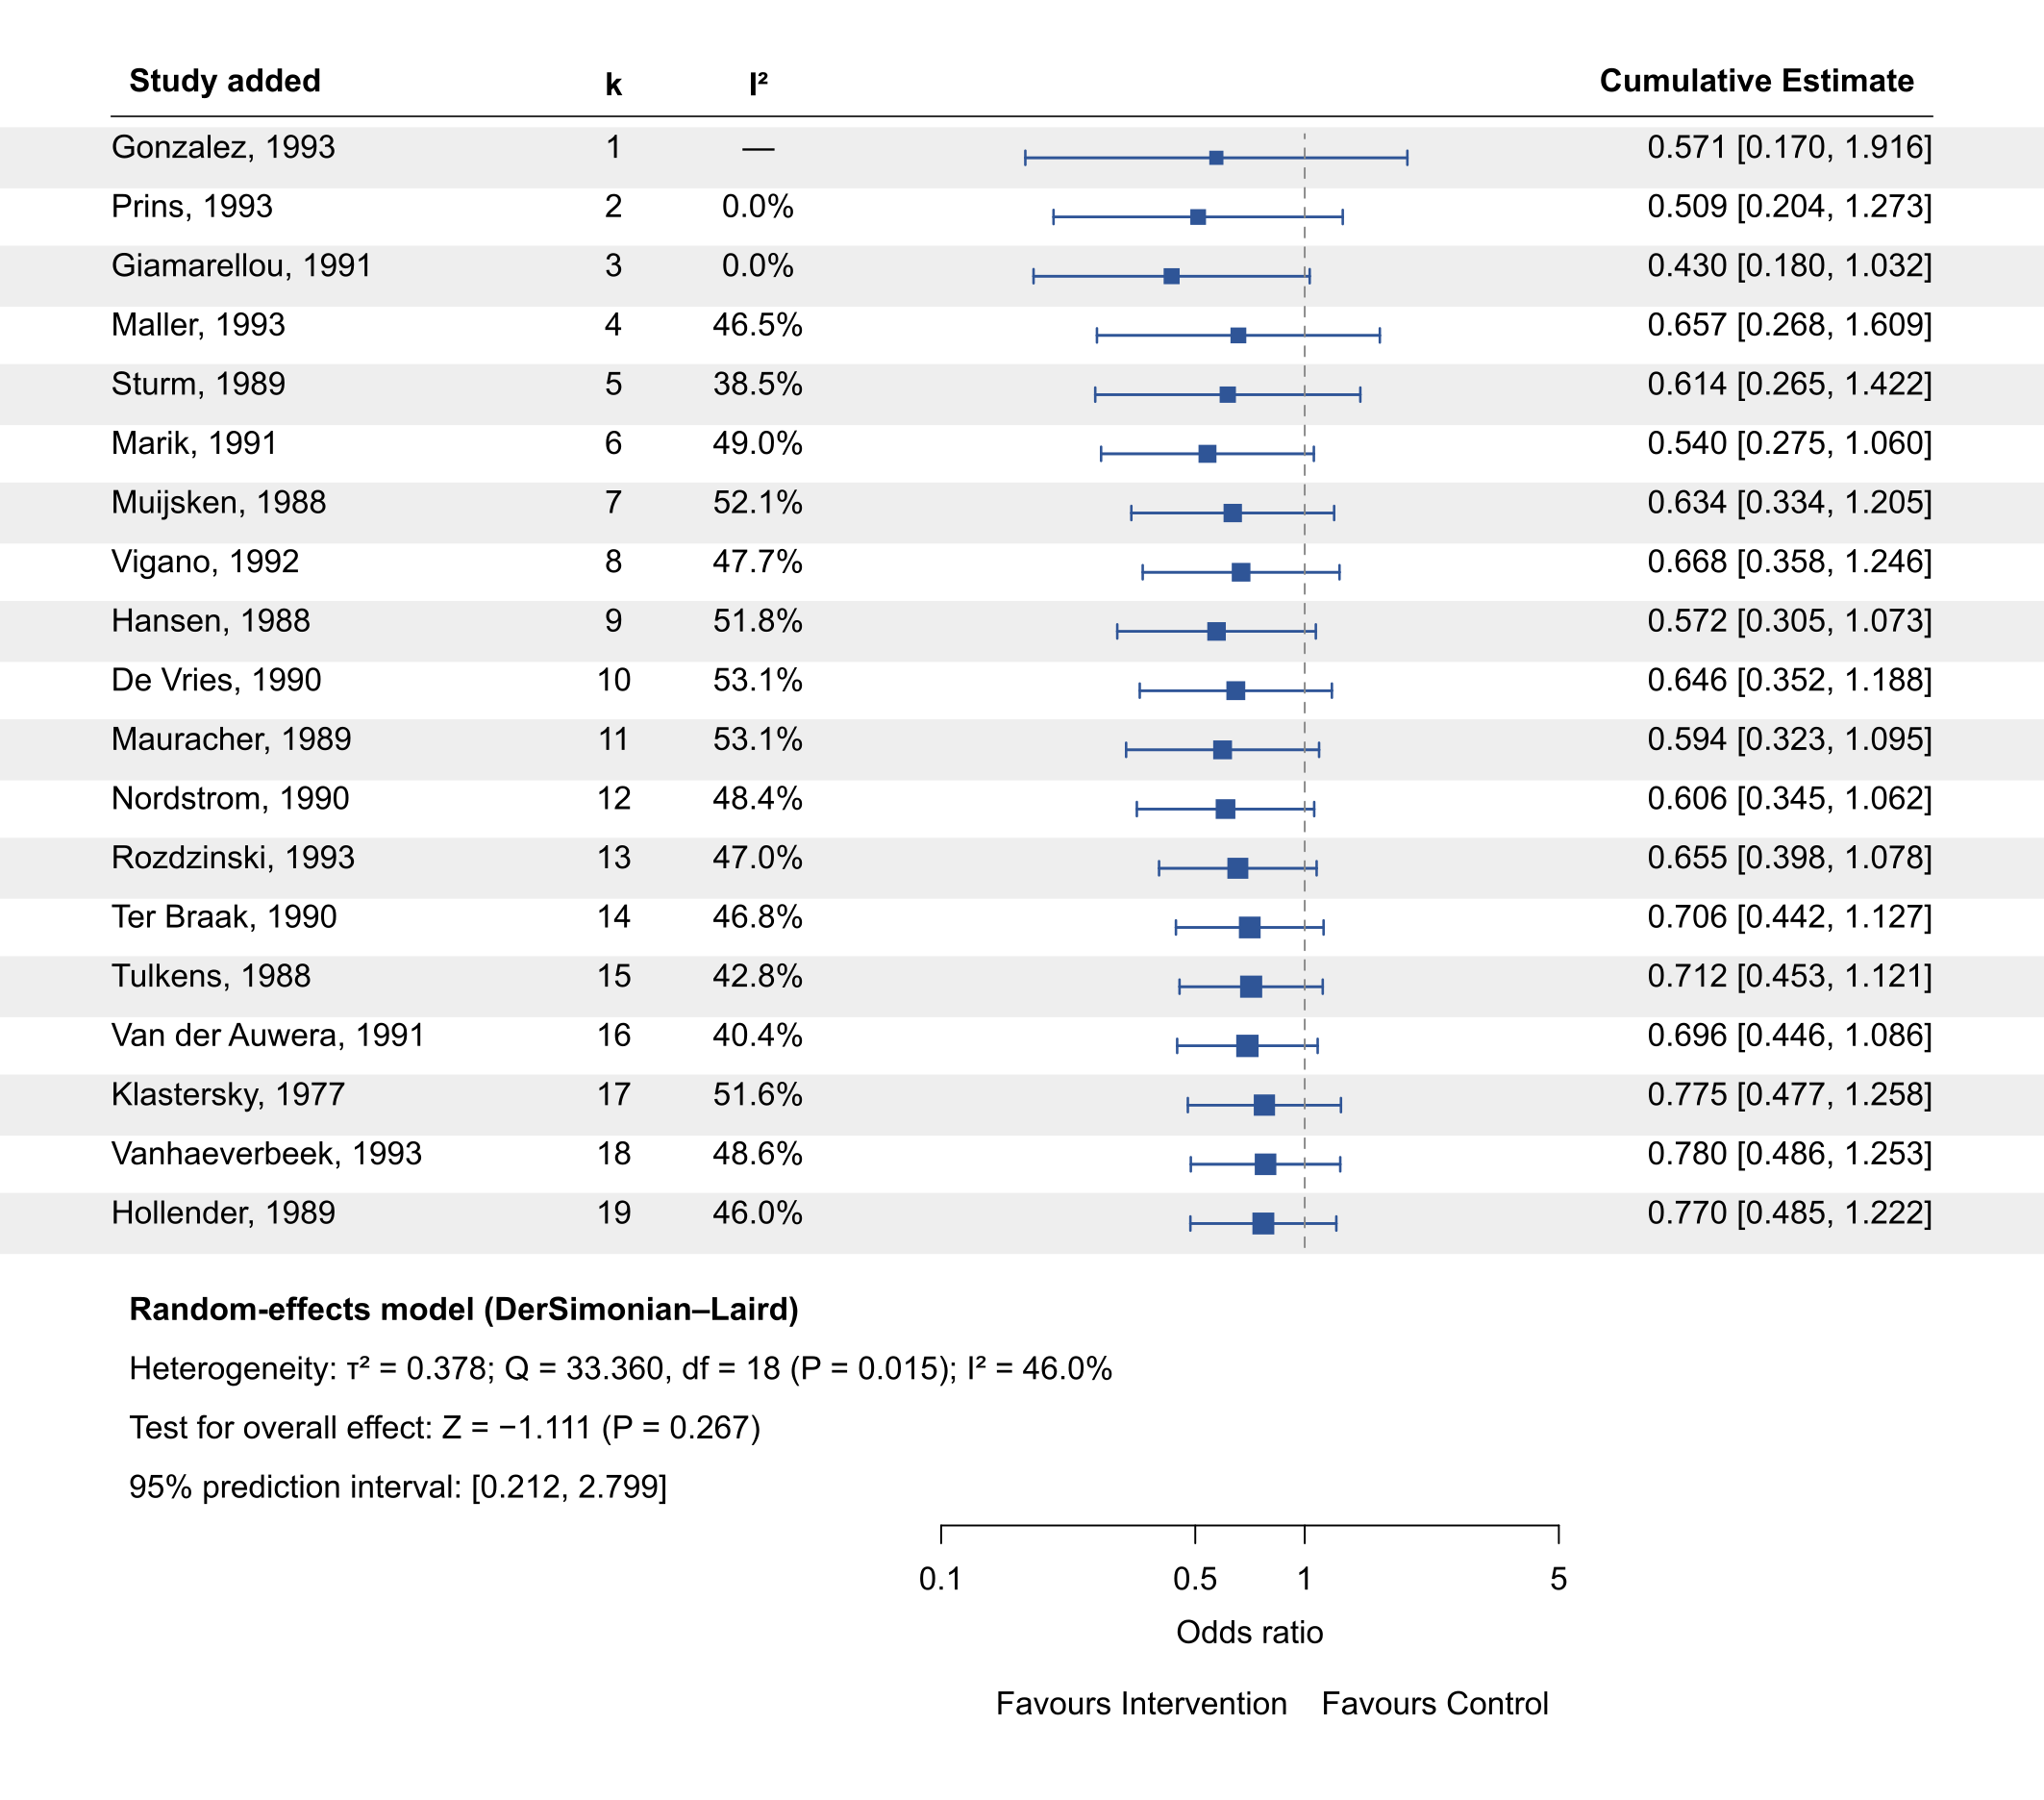 Study added k I² Cumulative Estimate
Gonzalez, 1993 1 — 0.571 [0.170, 1.916]
Prins, 1993 2 0.0% 0.509 [0.204, 1.273]
Giamarellou, 1991 3 0.0% 0.430 [0.180, 1.032]
Maller, 1993 4 46.5% 0.657 [0.268, 1.609]
Sturm, 1989 5 38.5% 0.614 [0.265, 1.422]
Marik, 1991 6 49.0% 0.540 [0.275, 1.060]
Muijsken, 1988 7 52.1% 0.634 [0.334, 1.205]
Vigano, 1992 8 47.7% 0.668 [0.358, 1.246]
Hansen, 1988 9 51.8% 0.572 [0.305, 1.073]
De Vries, 1990 10 53.1% 0.646 [0.352, 1.188]
Mauracher, 1989 11 53.1% 0.594 [0.323, 1.095]
Nordstrom, 1990 12 48.4% 0.606 [0.345, 1.062]
Rozdzinski, 1993 13 47.0% 0.655 [0.398, 1.078]
Ter Braak, 1990 14 46.8% 0.706 [0.442, 1.127]
Tulkens, 1988 15 42.8% 0.712 [0.453, 1.121]
Van der Auwera, 1991 16 40.4% 0.696 [0.446, 1.086]
Klastersky, 1977 17 51.6% 0.775 [0.477, 1.258]
Vanhaeverbeek, 1993 18 48.6% 0.780 [0.486, 1.253]
Hollender, 1989 19 46.0% 0.770 [0.485, 1.222]
Random-effects model (DerSimonian–Laird)
Heterogeneity: τ² = 0.378; Q = 33.360, df = 18 (P = 0.015); I² = 46.0%
Test for overall effect: Z = −1.111 (P = 0.267)
95% prediction interval: [0.212, 2.799]
0.1 0.5 1 5
Odds ratio
Favours Intervention Favours Control